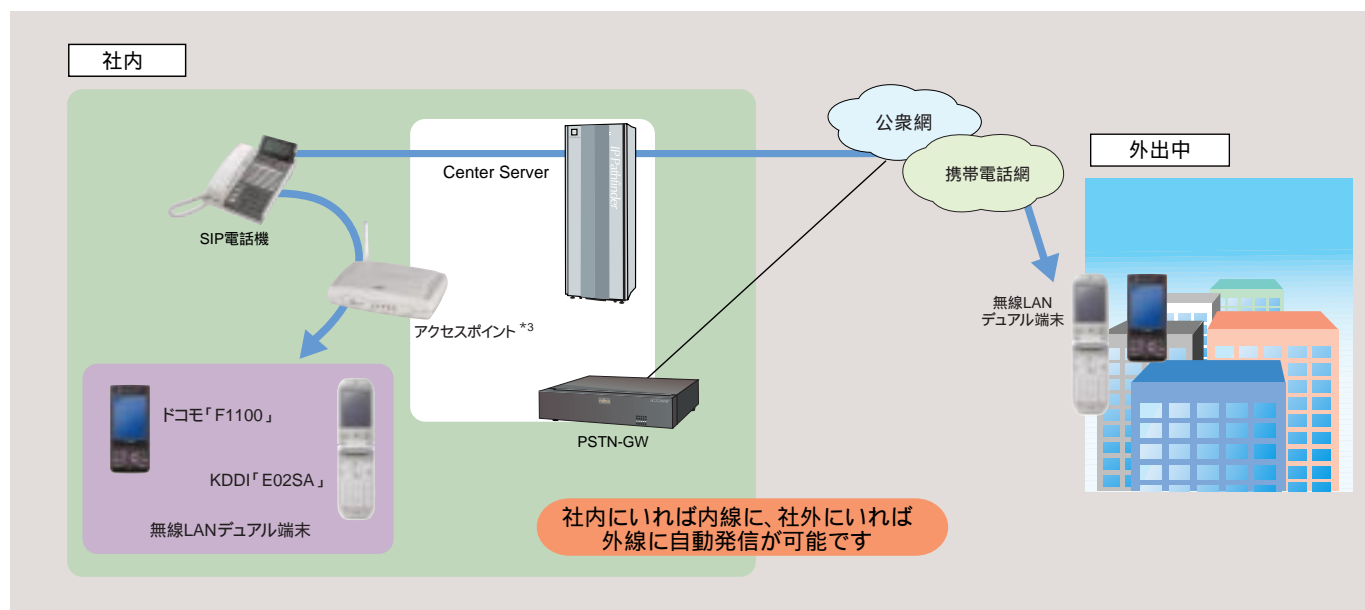 社内
公衆網
外出中
Center Server
IP Pathfinder
携帯電話網
SIP電話機
無線LAN
デュアル端末
アクセスポイント *3
ドコモ「F1100」
PSTN-GW
KDDI「E02SA」
社内にいれば内線に、社外にいれば
外線に自動発信が可能です
無線LANデュアル端末